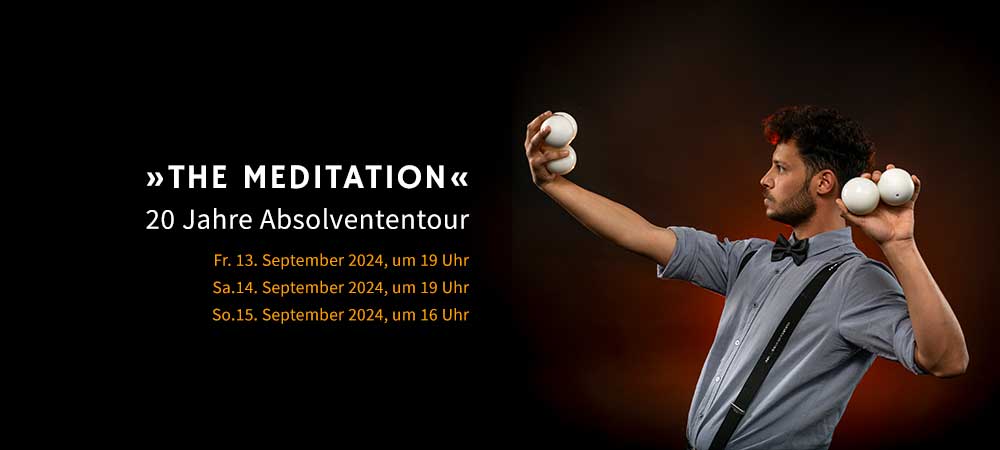 »THE MEDITATION«
20 Jahre Absolvententour
Fr. 13. September 2024, um 19 Uhr
Sa.14. September 2024, um 19 Uhr
So.15. September 2024, um 16 Uhr